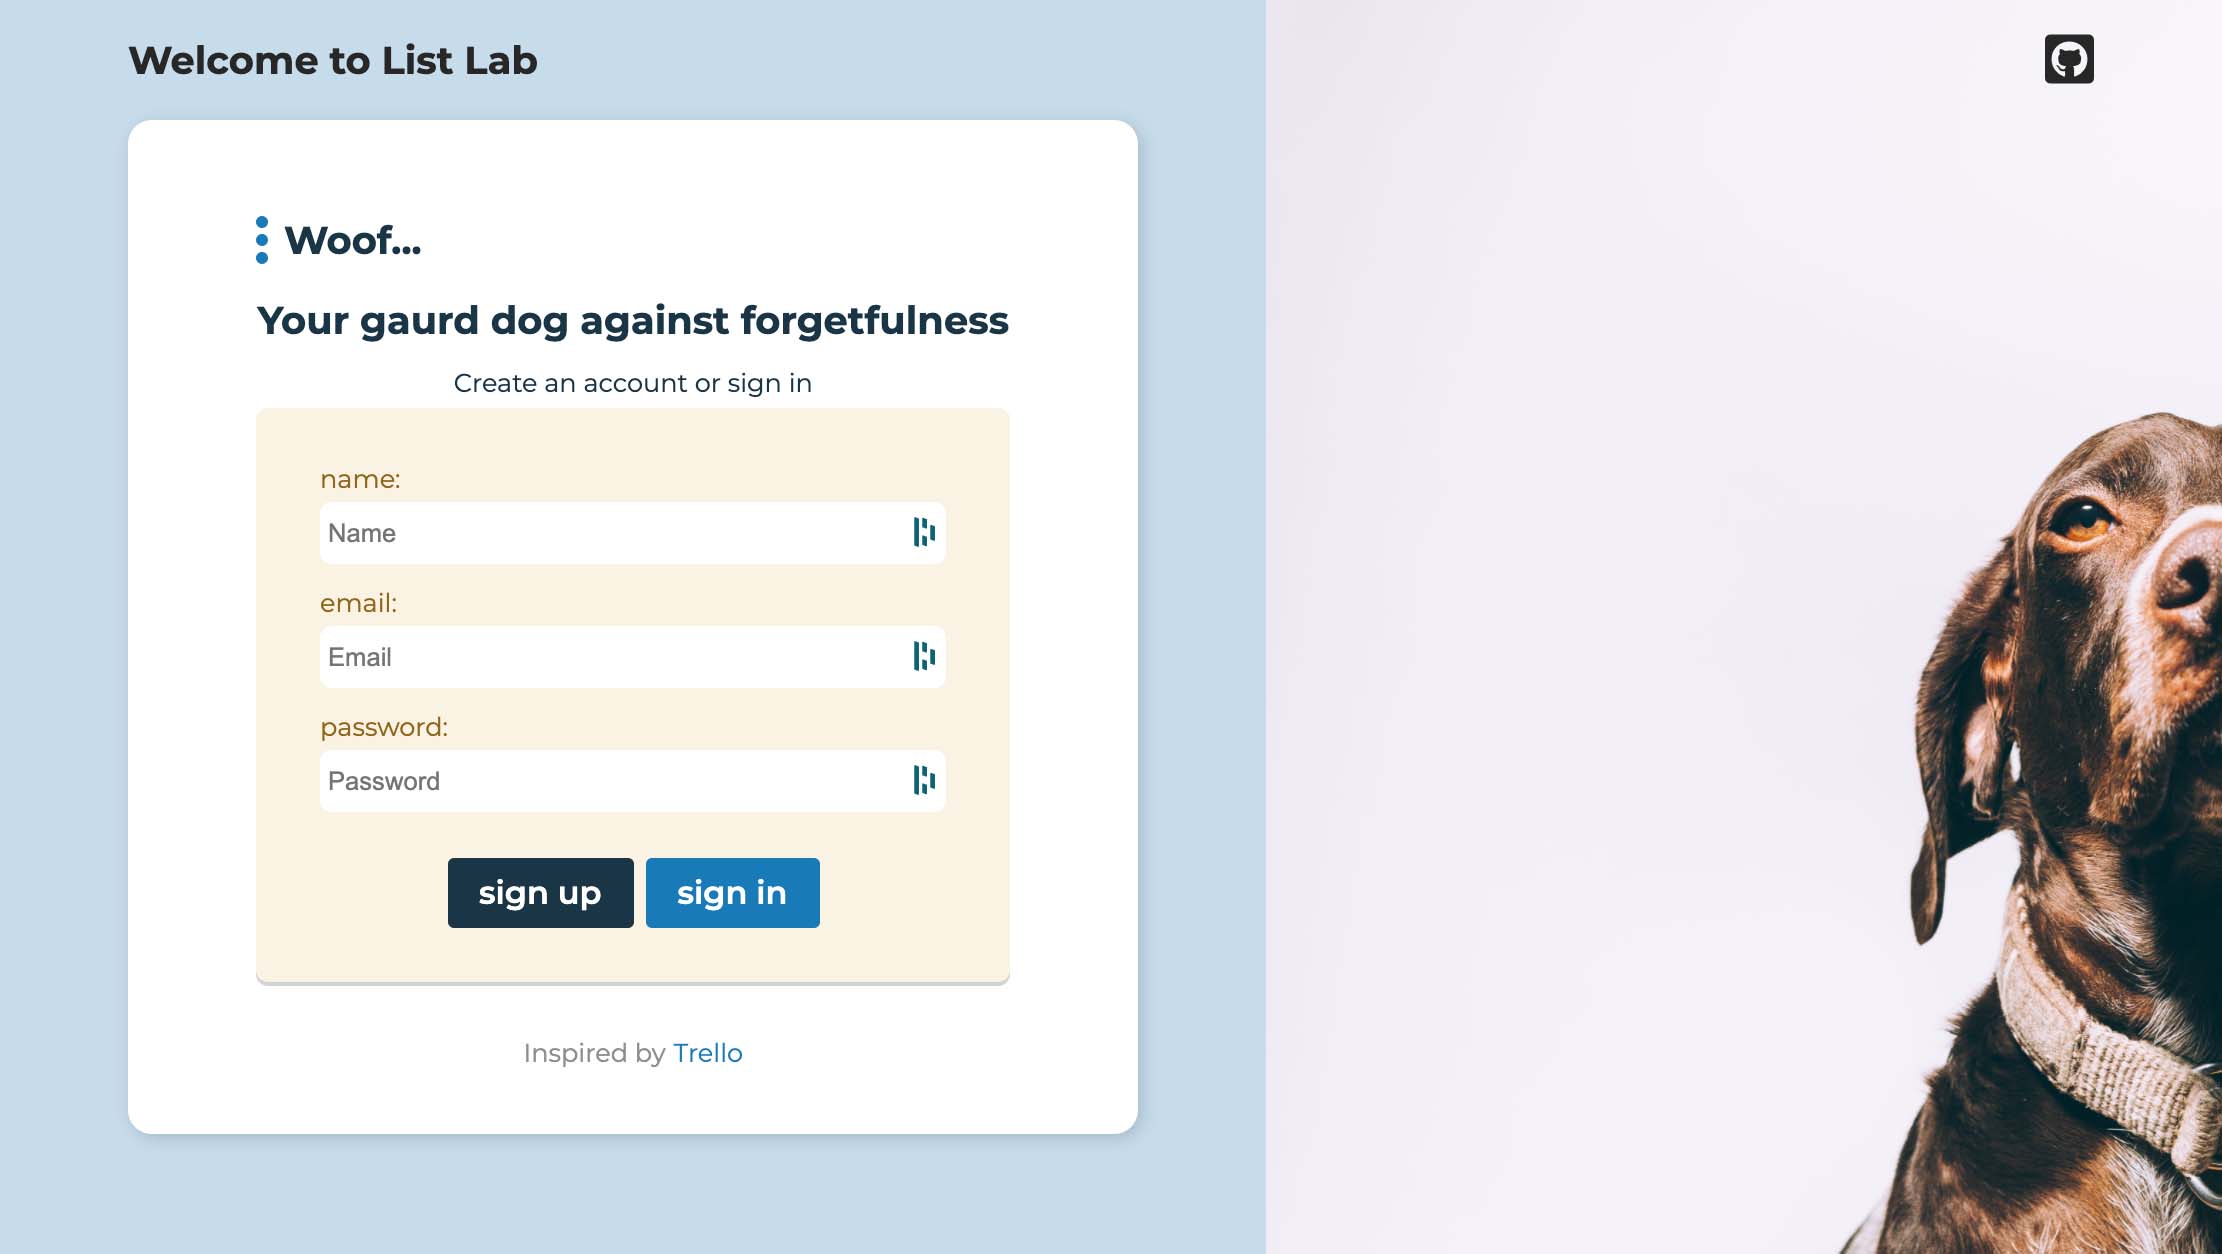 Welcome to List Lab
Woof...
Your gaurd dog against forgetfulness
Create an account or sign in
name:
Name
email:
Email
password:
Password
sign up
sign in
Inspired by Trello